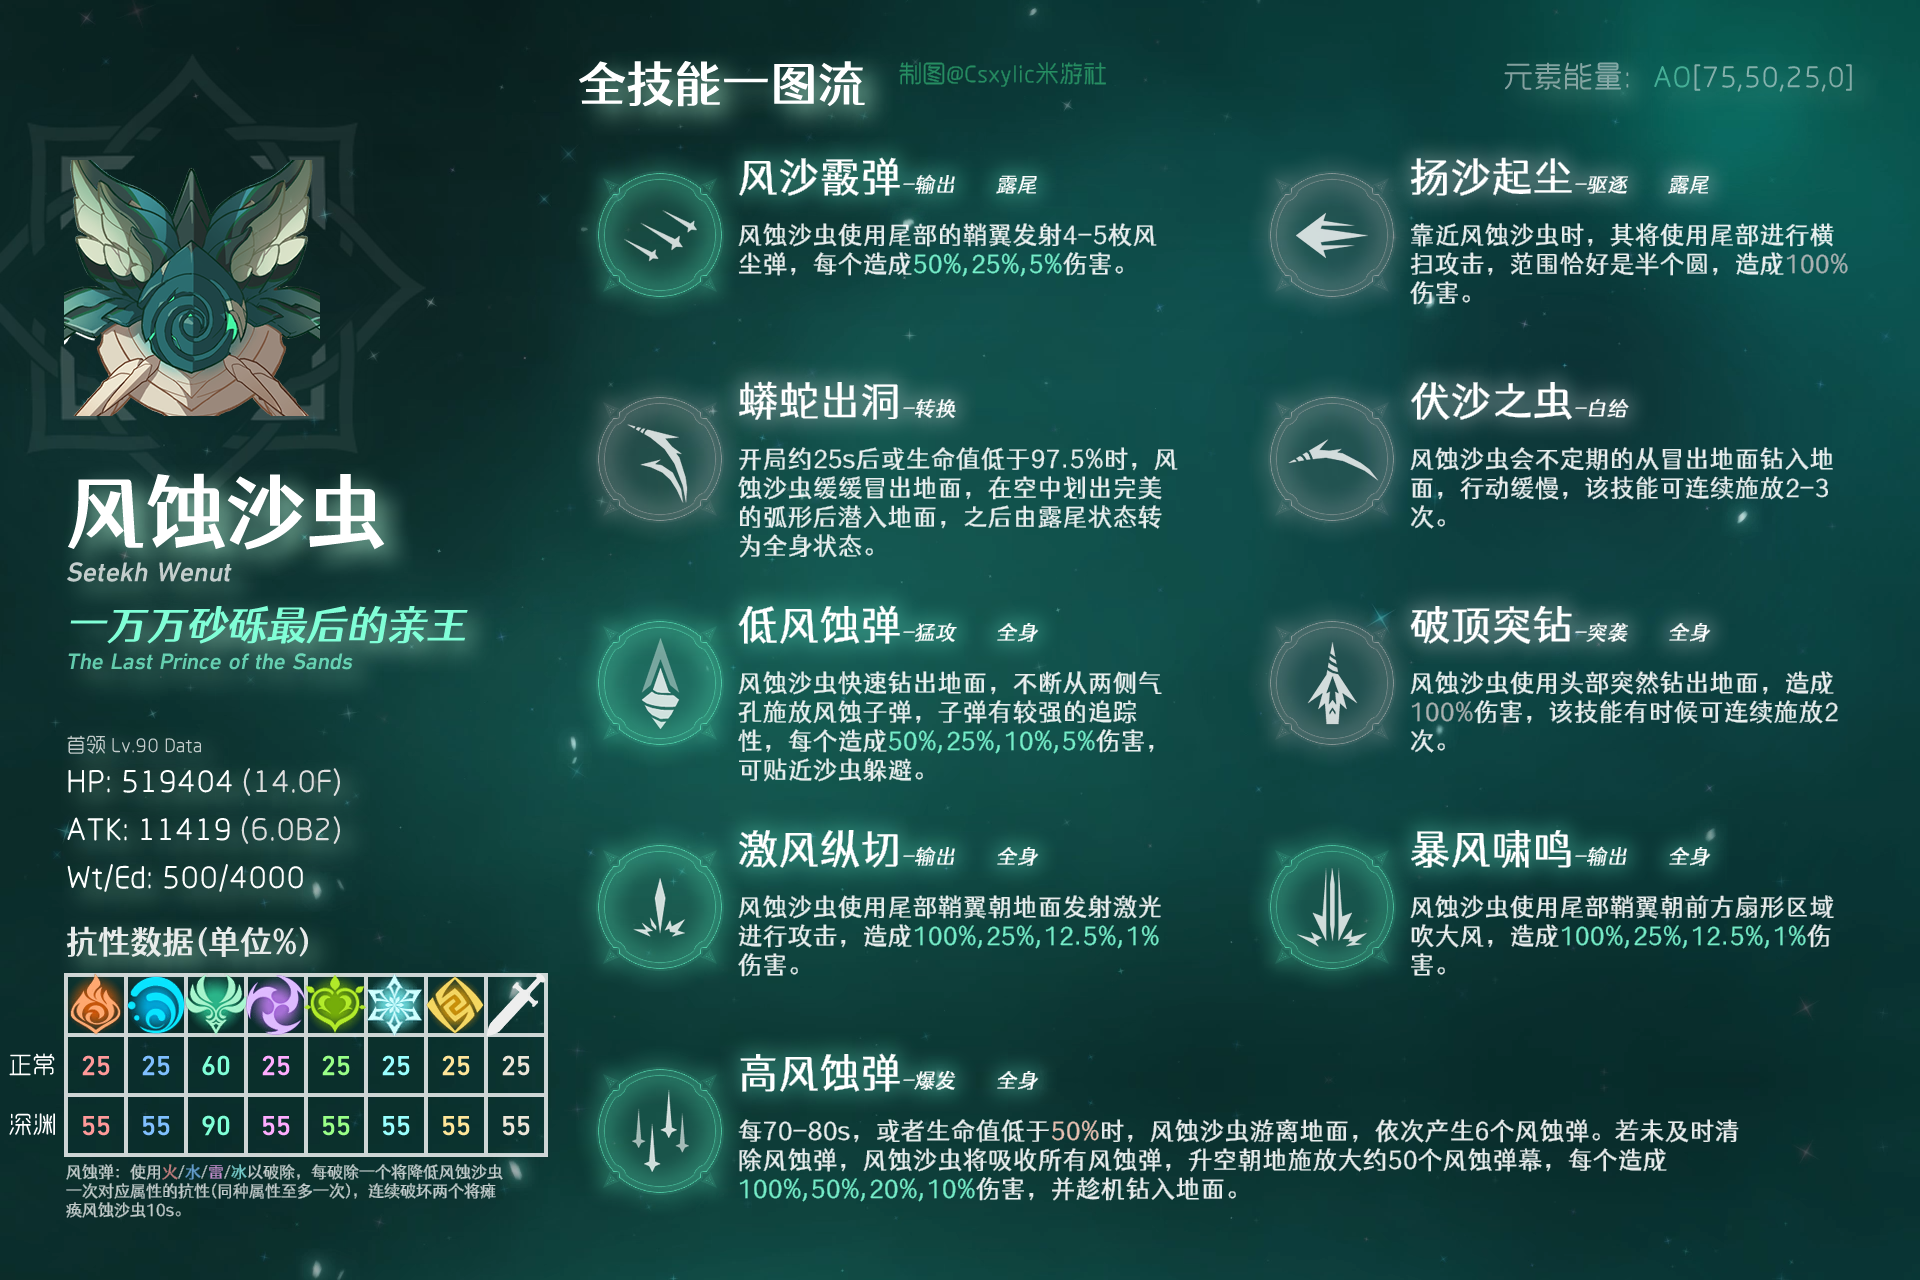 全技能一图流
制图@Csxylic米游社
元素能量: AO[75,50,25,0]
风蚀沙虫
Setekh Wenut
一万万砂砾最后的亲王
The Last Prince of the Sands
首领 Lv.90 Data
HP: 519404 (14.0F)
ATK: 11419 (6.0B2)
Wt/Ed: 500/4000
抗性数据(单位%)
正常 25 25 60 25 25 25 25 25
深渊 55 55 90 55 55 55 55 55
风蚀弹：使用火/水/雷/冰以破除，每破除一个将降低风蚀沙虫
一次对应属性的抗性(同种属性至多一次)，连续破坏两个将瘫
痪风蚀沙虫10s。
风沙霰弹-输出 露尾
风蚀沙虫使用尾部的鞘翼发射4-5枚风
尘弹，每个造成50%,25%,5%伤害。
扬沙起尘-驱逐 露尾
靠近风蚀沙虫时，其将使用尾部进行横
扫攻击，范围恰好是半个圆，造成100%
伤害。
蟒蛇出洞-转换
开局约25s后或生命值低于97.5%时，风
蚀沙虫缓缓冒出地面，在空中划出完美
的弧形后潜入地面，之后由露尾状态转
为全身状态。
伏沙之虫-白给
风蚀沙虫会不定期的从冒出地面钻入地
面，行动缓慢，该技能可连续施放2-3
次。
低风蚀弹-猛攻 全身
风蚀沙虫快速钻出地面，不断从两侧气
孔施放风蚀子弹，子弹有较强的追踪
性，每个造成50%,25%,10%,5%伤害，
可贴近沙虫躲避。
破顶突钻-突袭 全身
风蚀沙虫使用头部突然钻出地面，造成
100%伤害，该技能有时候可连续施放2
次。
激风纵切-输出 全身
风蚀沙虫使用尾部鞘翼朝地面发射激光
进行攻击，造成100%,25%,12.5%,1%
伤害。
暴风啸鸣-输出 全身
风蚀沙虫使用尾部鞘翼朝前方扇形区域
吹大风，造成100%,25%,12.5%,1%伤
害。
高风蚀弹-爆发 全身
每70-80s，或者生命值低于50%时，风蚀沙虫游离地面，依次产生6个风蚀弹。若未及时清
除风蚀弹，风蚀沙虫将吸收所有风蚀弹，升空朝地施放大约50个风蚀弹幕，每个造成
100%,50%,20%,10%伤害，并趁机钻入地面。